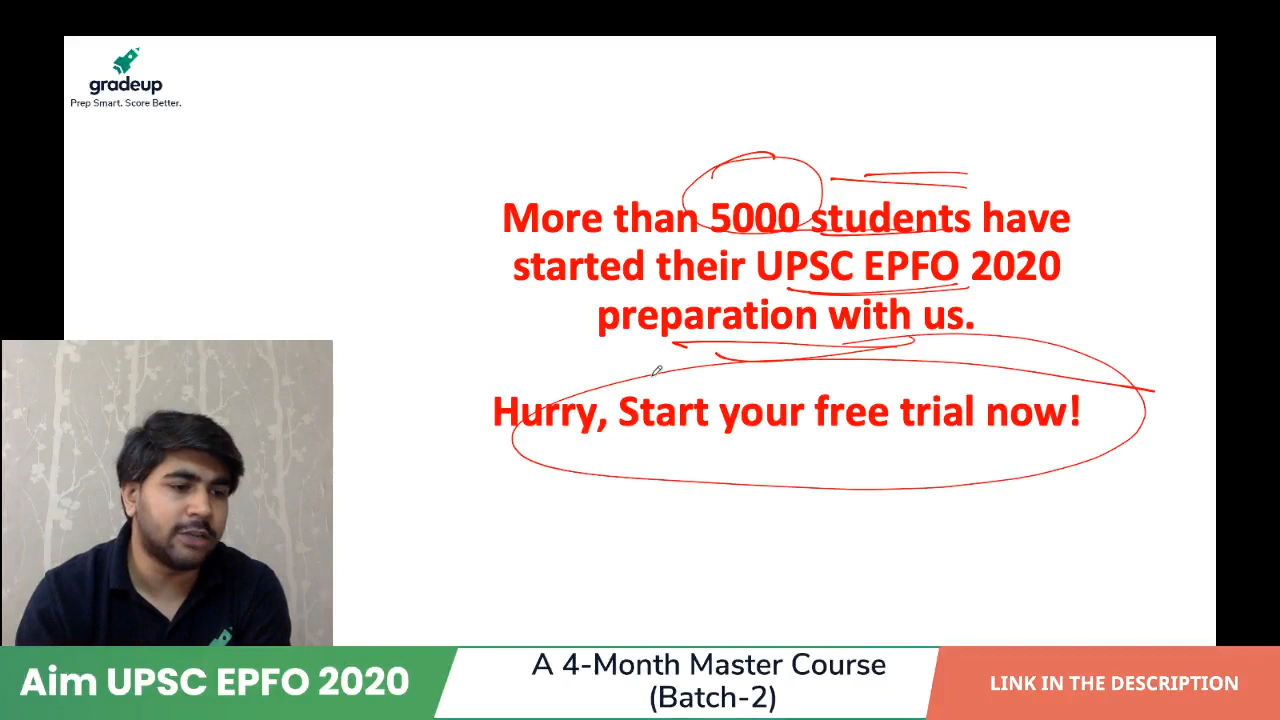 gradeup
Prep Smart. Score Better.
More than 5000 students have
started their UPSC EPFO 2020
preparation with us.
Hurry, Start your free trial now!
Aim UPSC EPFO 2020
A 4-Month Master Course
(Batch-2)
LINK IN THE DESCRIPTION